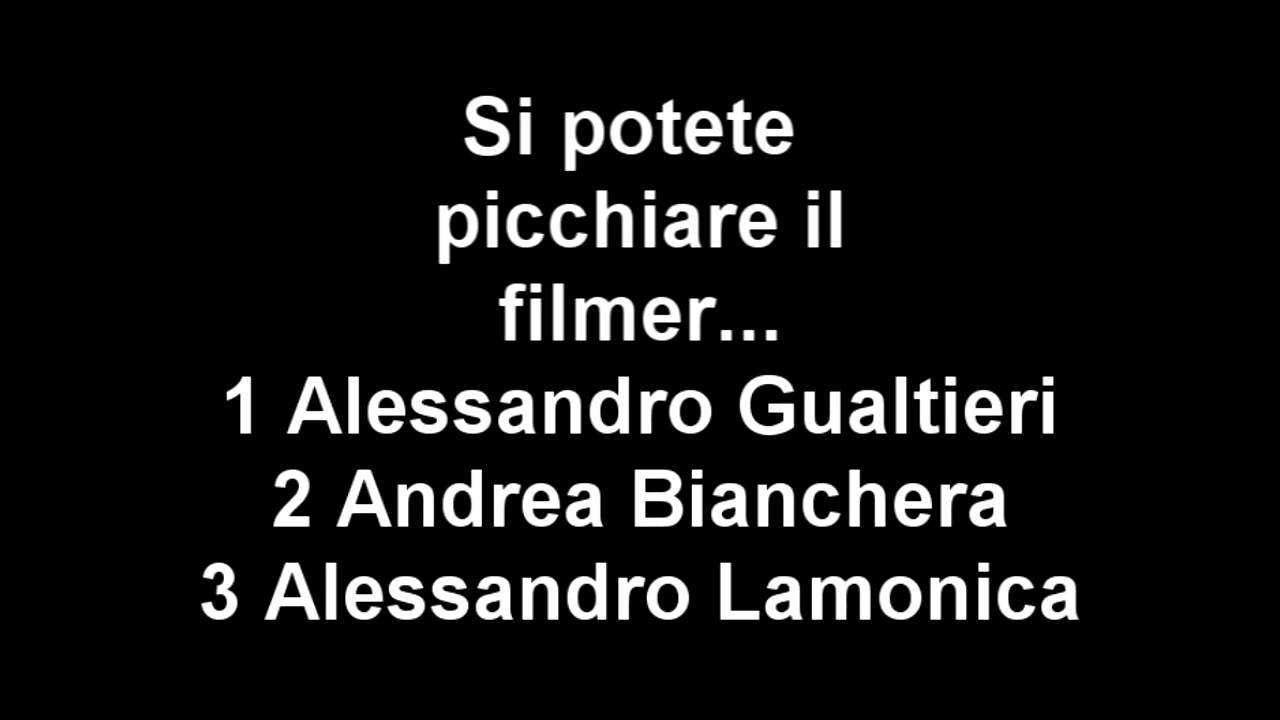 Si potete
picchiare il
filmer...
1 Alessandro Gualtieri
2 Andrea Bianchera
3 Alessandro Lamonica